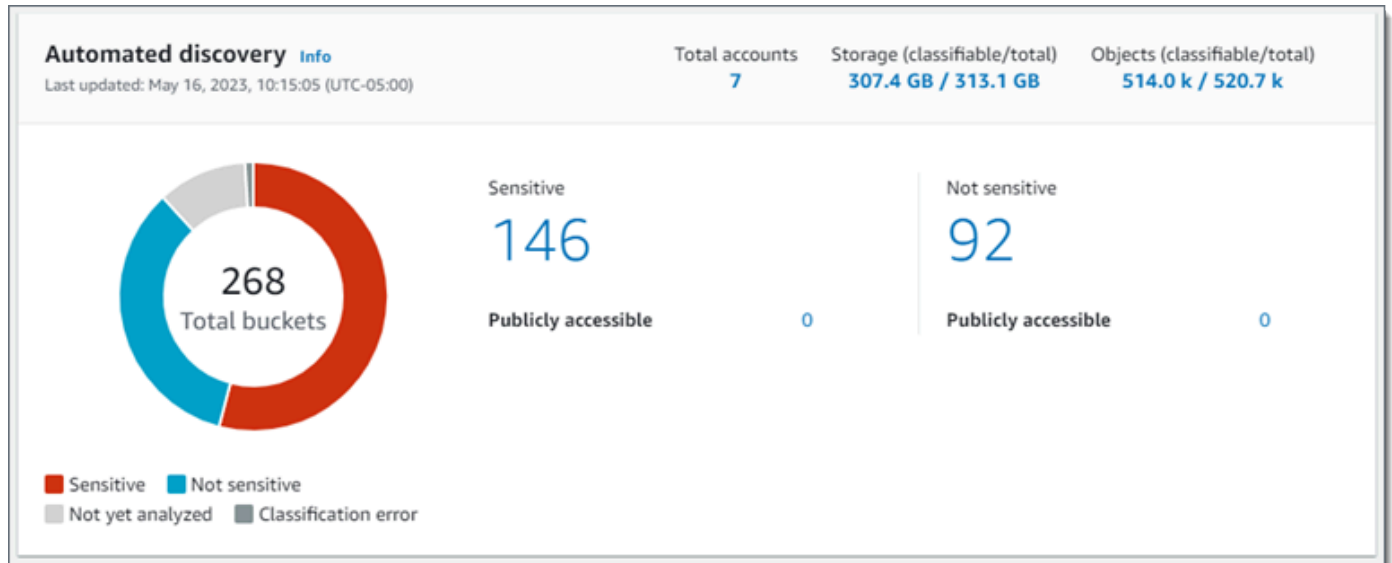 Automated discovery Info
Last updated: May 16, 2023, 10:15:05 (UTC-05:00)
Total accounts
7
Storage (classifiable/total)
307.4 GB / 313.1 GB
Objects (classifiable/total)
514.0 k / 520.7 k
268
Total buckets
Sensitive
146
Publicly accessible 0
Not sensitive
92
Publicly accessible 0
Sensitive Not sensitive
Not yet analyzed Classification error